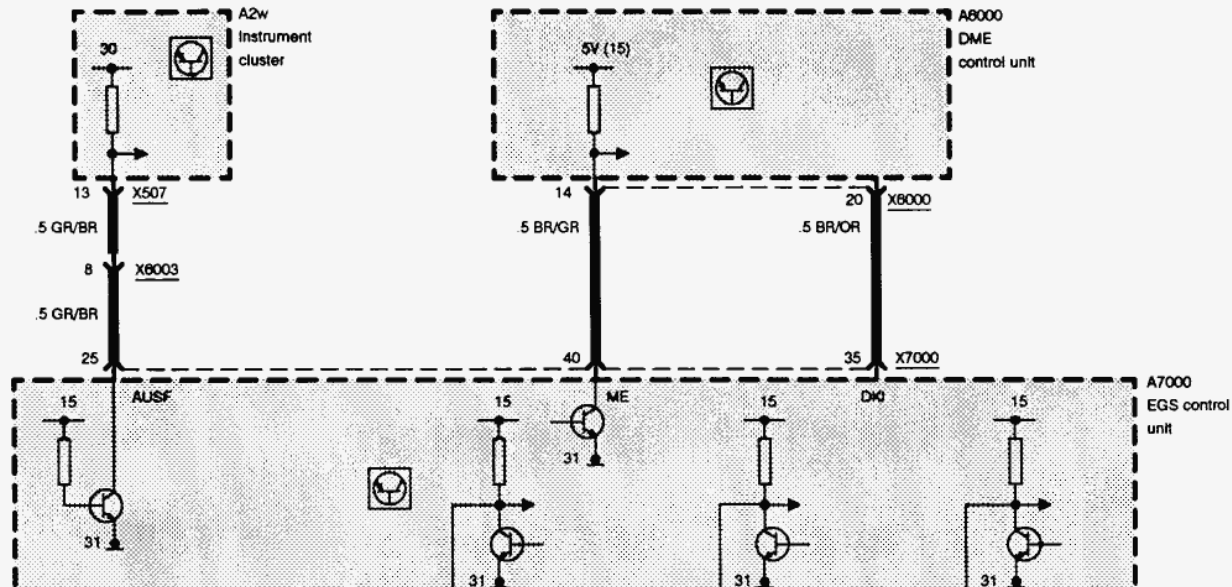 A2w
Instrument
cluster
30
A6000
DME
control unit
5V (15)
13 X507
14
20 X6000
.5 GR/BR
.5 BR/GR
.5 BR/OR
8 X6003
.5 GR/BR
25
40
35 X7000
A7000
EGS control
unit
AUSF
ME
DKI
15
15
15
15
31
31
31
31
31